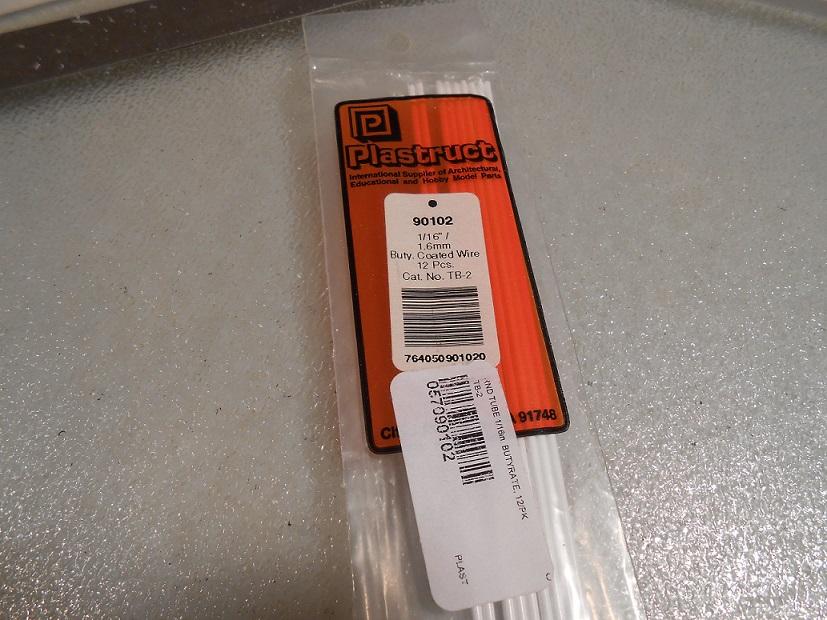 P
Plastruct
International Supplier of Architectural,
Educational and Hobby Model Parts
90102
1/16" /
1.6mm
Buty. Coated Wire
12 Pcs.
Cat. No. TB-2
764050901020
91748
RND TUBE 1/16in BUTYRATE, 12/PK
TB-2
057090102
PLAST